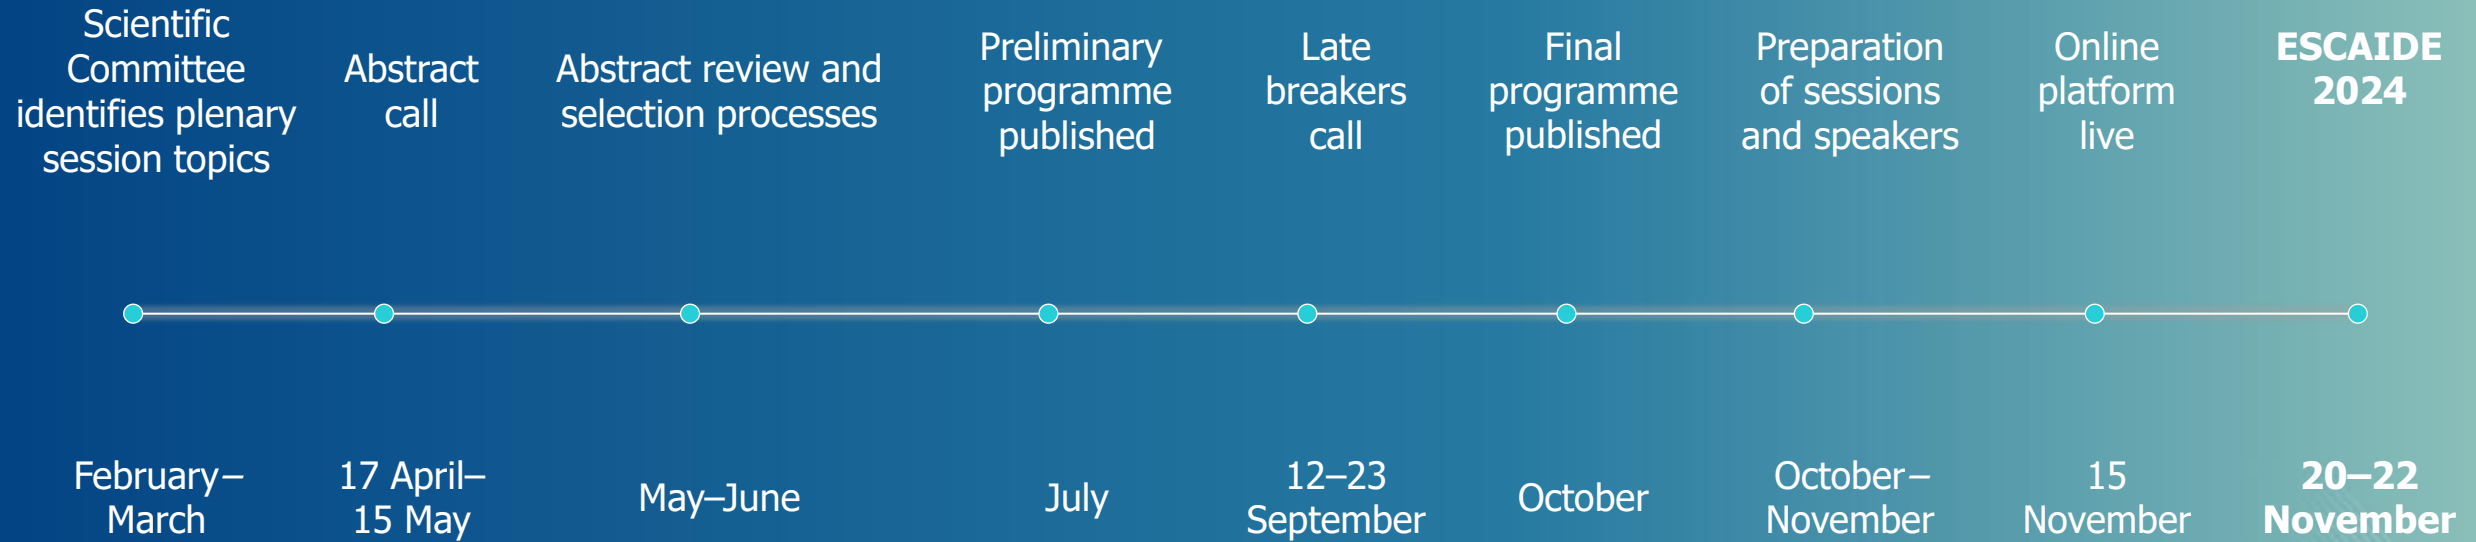 Scientific
Committee
identifies plenary
session topics
Abstract
call
Abstract review and
selection processes
Preliminary
programme
published
Late
breakers
call
Final
programme
published
Preparation
of sessions
and speakers
Online
platform
live
ESCAIDE
2024
February–
March
17 April–
15 May
May–June
July
12–23
September
October
October–
November
15
November
20–22
November